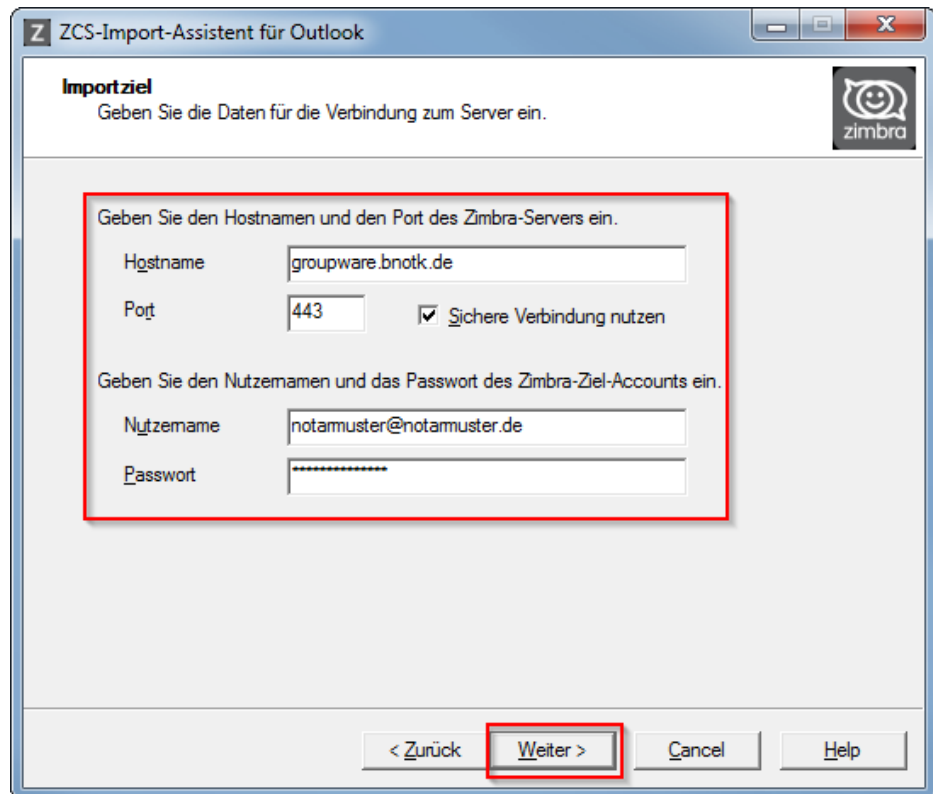 Z ZCS-Import-Assistent für Outlook
Importziel
Geben Sie die Daten für die Verbindung zum Server ein.
zimbra
Geben Sie den Hostnamen und den Port des Zimbra-Servers ein.
Hostname groupware.bnotk.de
Port 443 Sichere Verbindung nutzen
Geben Sie den Nutzernamen und das Passwort des Zimbra-Ziel-Accounts ein.
Nutzername notarmuster@notarmuster.de
Passwort **************
< Zurück Weiter > Cancel Help